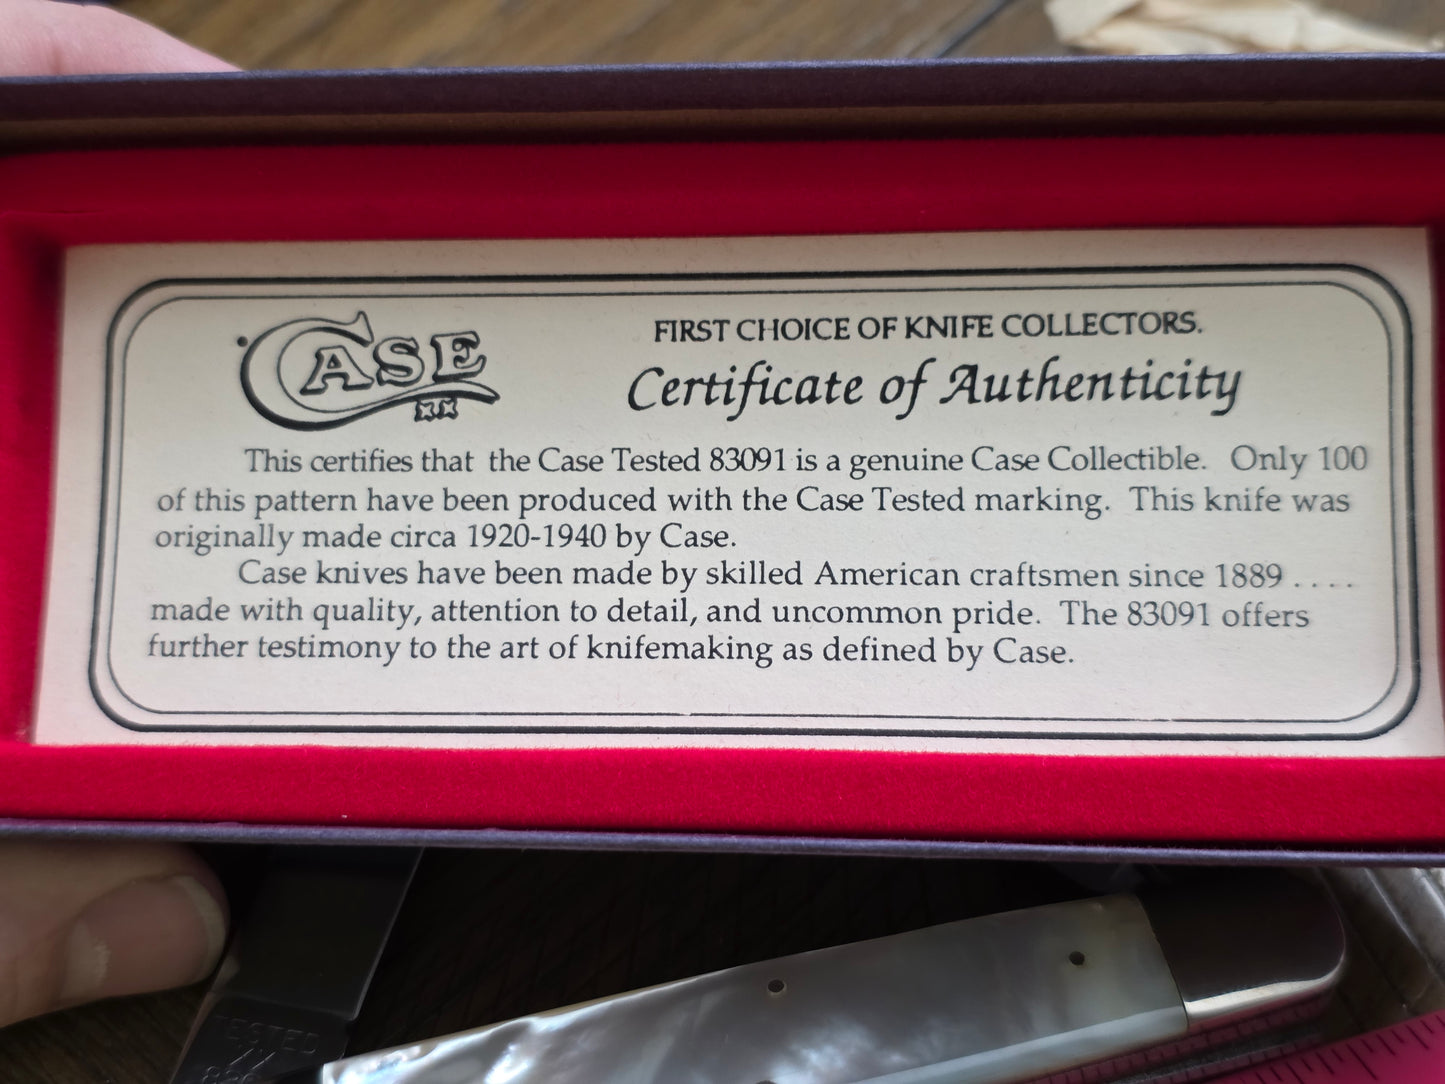 CASE
XX
FIRST CHOICE OF KNIFE COLLECTORS.
Certificate of Authenticity
This certifies that the Case Tested 83091 is a genuine Case Collectible. Only 100
of this pattern have been produced with the Case Tested marking. This knife was
originally made circa 1920-1940 by Case.
Case knives have been made by skilled American craftsmen since 1889 . . . .
made with quality, attention to detail, and uncommon pride. The 83091 offers
further testimony to the art of knifemaking as defined by Case.
TESTED
XX